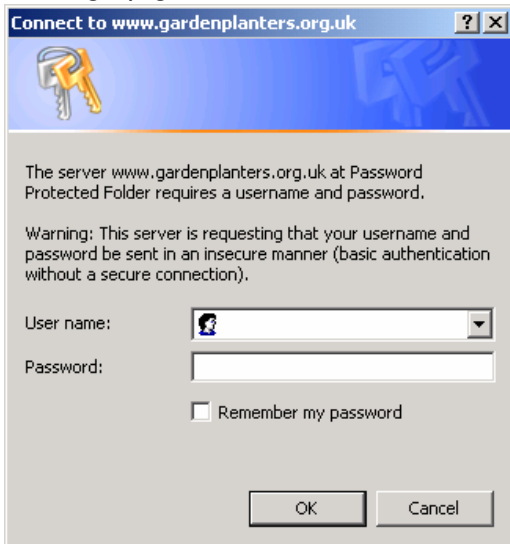 Connect to www.gardenplanters.org.uk
The server www.gardenplanters.org.uk at Password
Protected Folder requires a username and password.
Warning: This server is requesting that your username and
password be sent in an insecure manner (basic authentication
without a secure connection).
User name:
Password:
Remember my password
OK Cancel